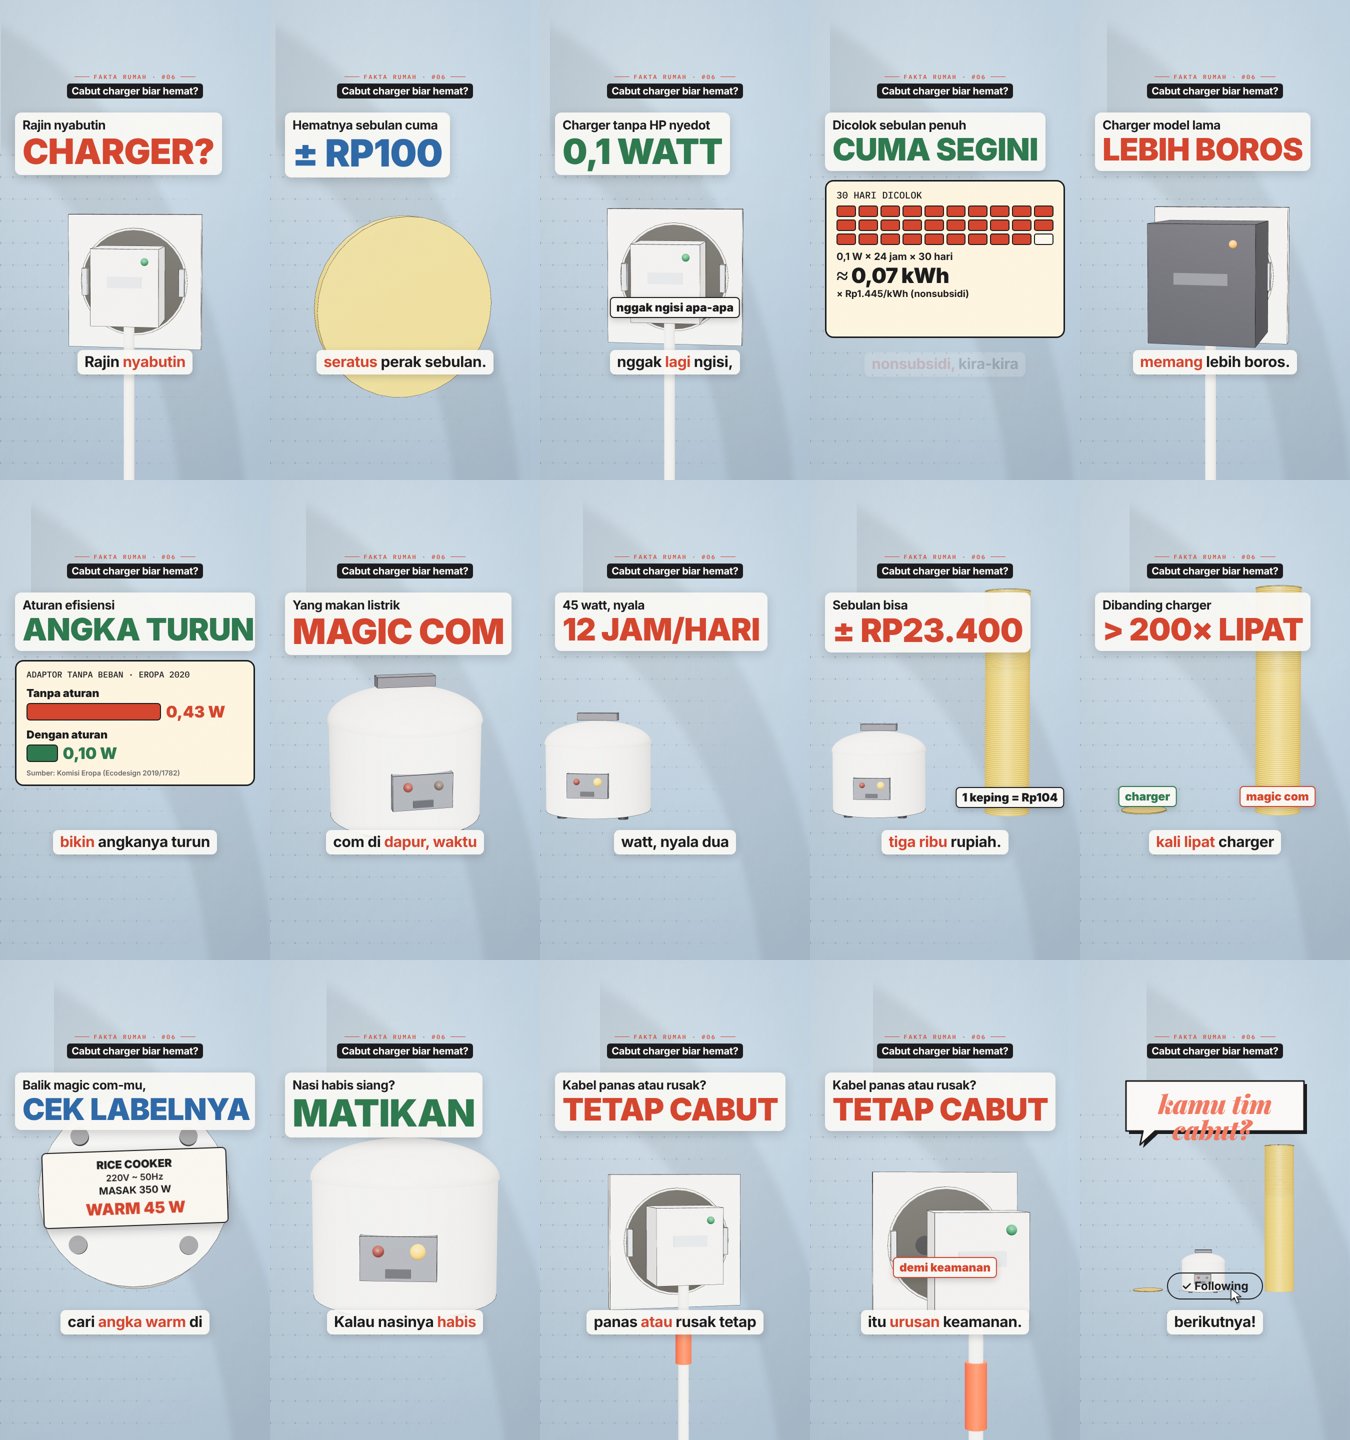 FAKTA RUMAH · #06
Cabut charger biar hemat?
Rajin nyabutin
CHARGER?
Rajin nyabutin
FAKTA RUMAH · #06
Cabut charger biar hemat?
Hematnya sebulan cuma
± RP100
seratus perak sebulan.
FAKTA RUMAH · #06
Cabut charger biar hemat?
Charger tanpa HP nyedot
0,1 WATT
nggak ngisi apa-apa
nggak lagi ngisi,
FAKTA RUMAH · #06
Cabut charger biar hemat?
Dicolok sebulan penuh
CUMA SEGINI
30 HARI DICOLOK
0,1 W × 24 jam × 30 hari
≈ 0,07 kWh
× Rp1.445/kWh (nonsubsidi)
nonsubsidi, kira-kira
FAKTA RUMAH · #06
Cabut charger biar hemat?
Charger model lama
LEBIH BOROS
memang lebih boros.
FAKTA RUMAH · #06
Cabut charger biar hemat?
Aturan efisiensi
ANGKA TURUN
ADAPTOR TANPA BEBAN · EROPA 2020
Tanpa aturan
0,43 W
Dengan aturan
0,10 W
Sumber: Komisi Eropa (Ecodesign 2019/1782)
bikin angkanya turun
FAKTA RUMAH · #06
Cabut charger biar hemat?
Yang makan listrik
MAGIC COM
com di dapur, waktu
FAKTA RUMAH · #06
Cabut charger biar hemat?
45 watt, nyala
12 JAM/HARI
watt, nyala dua
FAKTA RUMAH · #06
Cabut charger biar hemat?
Sebulan bisa
± RP23.400
1 keping = Rp104
tiga ribu rupiah.
FAKTA RUMAH · #06
Cabut charger biar hemat?
Dibanding charger
> 200× LIPAT
charger
magic com
kali lipat charger
FAKTA RUMAH · #06
Cabut charger biar hemat?
Balik magic com-mu,
CEK LABELNYA
RICE COOKER
220V ~ 50Hz
MASAK 350 W
WARM 45 W
cari angka warm di
FAKTA RUMAH · #06
Cabut charger biar hemat?
Nasi habis siang?
MATIKAN
Kalau nasinya habis
FAKTA RUMAH · #06
Cabut charger biar hemat?
Kabel panas atau rusak?
TETAP CABUT
panas atau rusak tetap
FAKTA RUMAH · #06
Cabut charger biar hemat?
Kabel panas atau rusak?
TETAP CABUT
demi keamanan
itu urusan keamanan.
FAKTA RUMAH · #06
Cabut charger biar hemat?
kamu tim
cabut?
✓ Following
berikutnya!